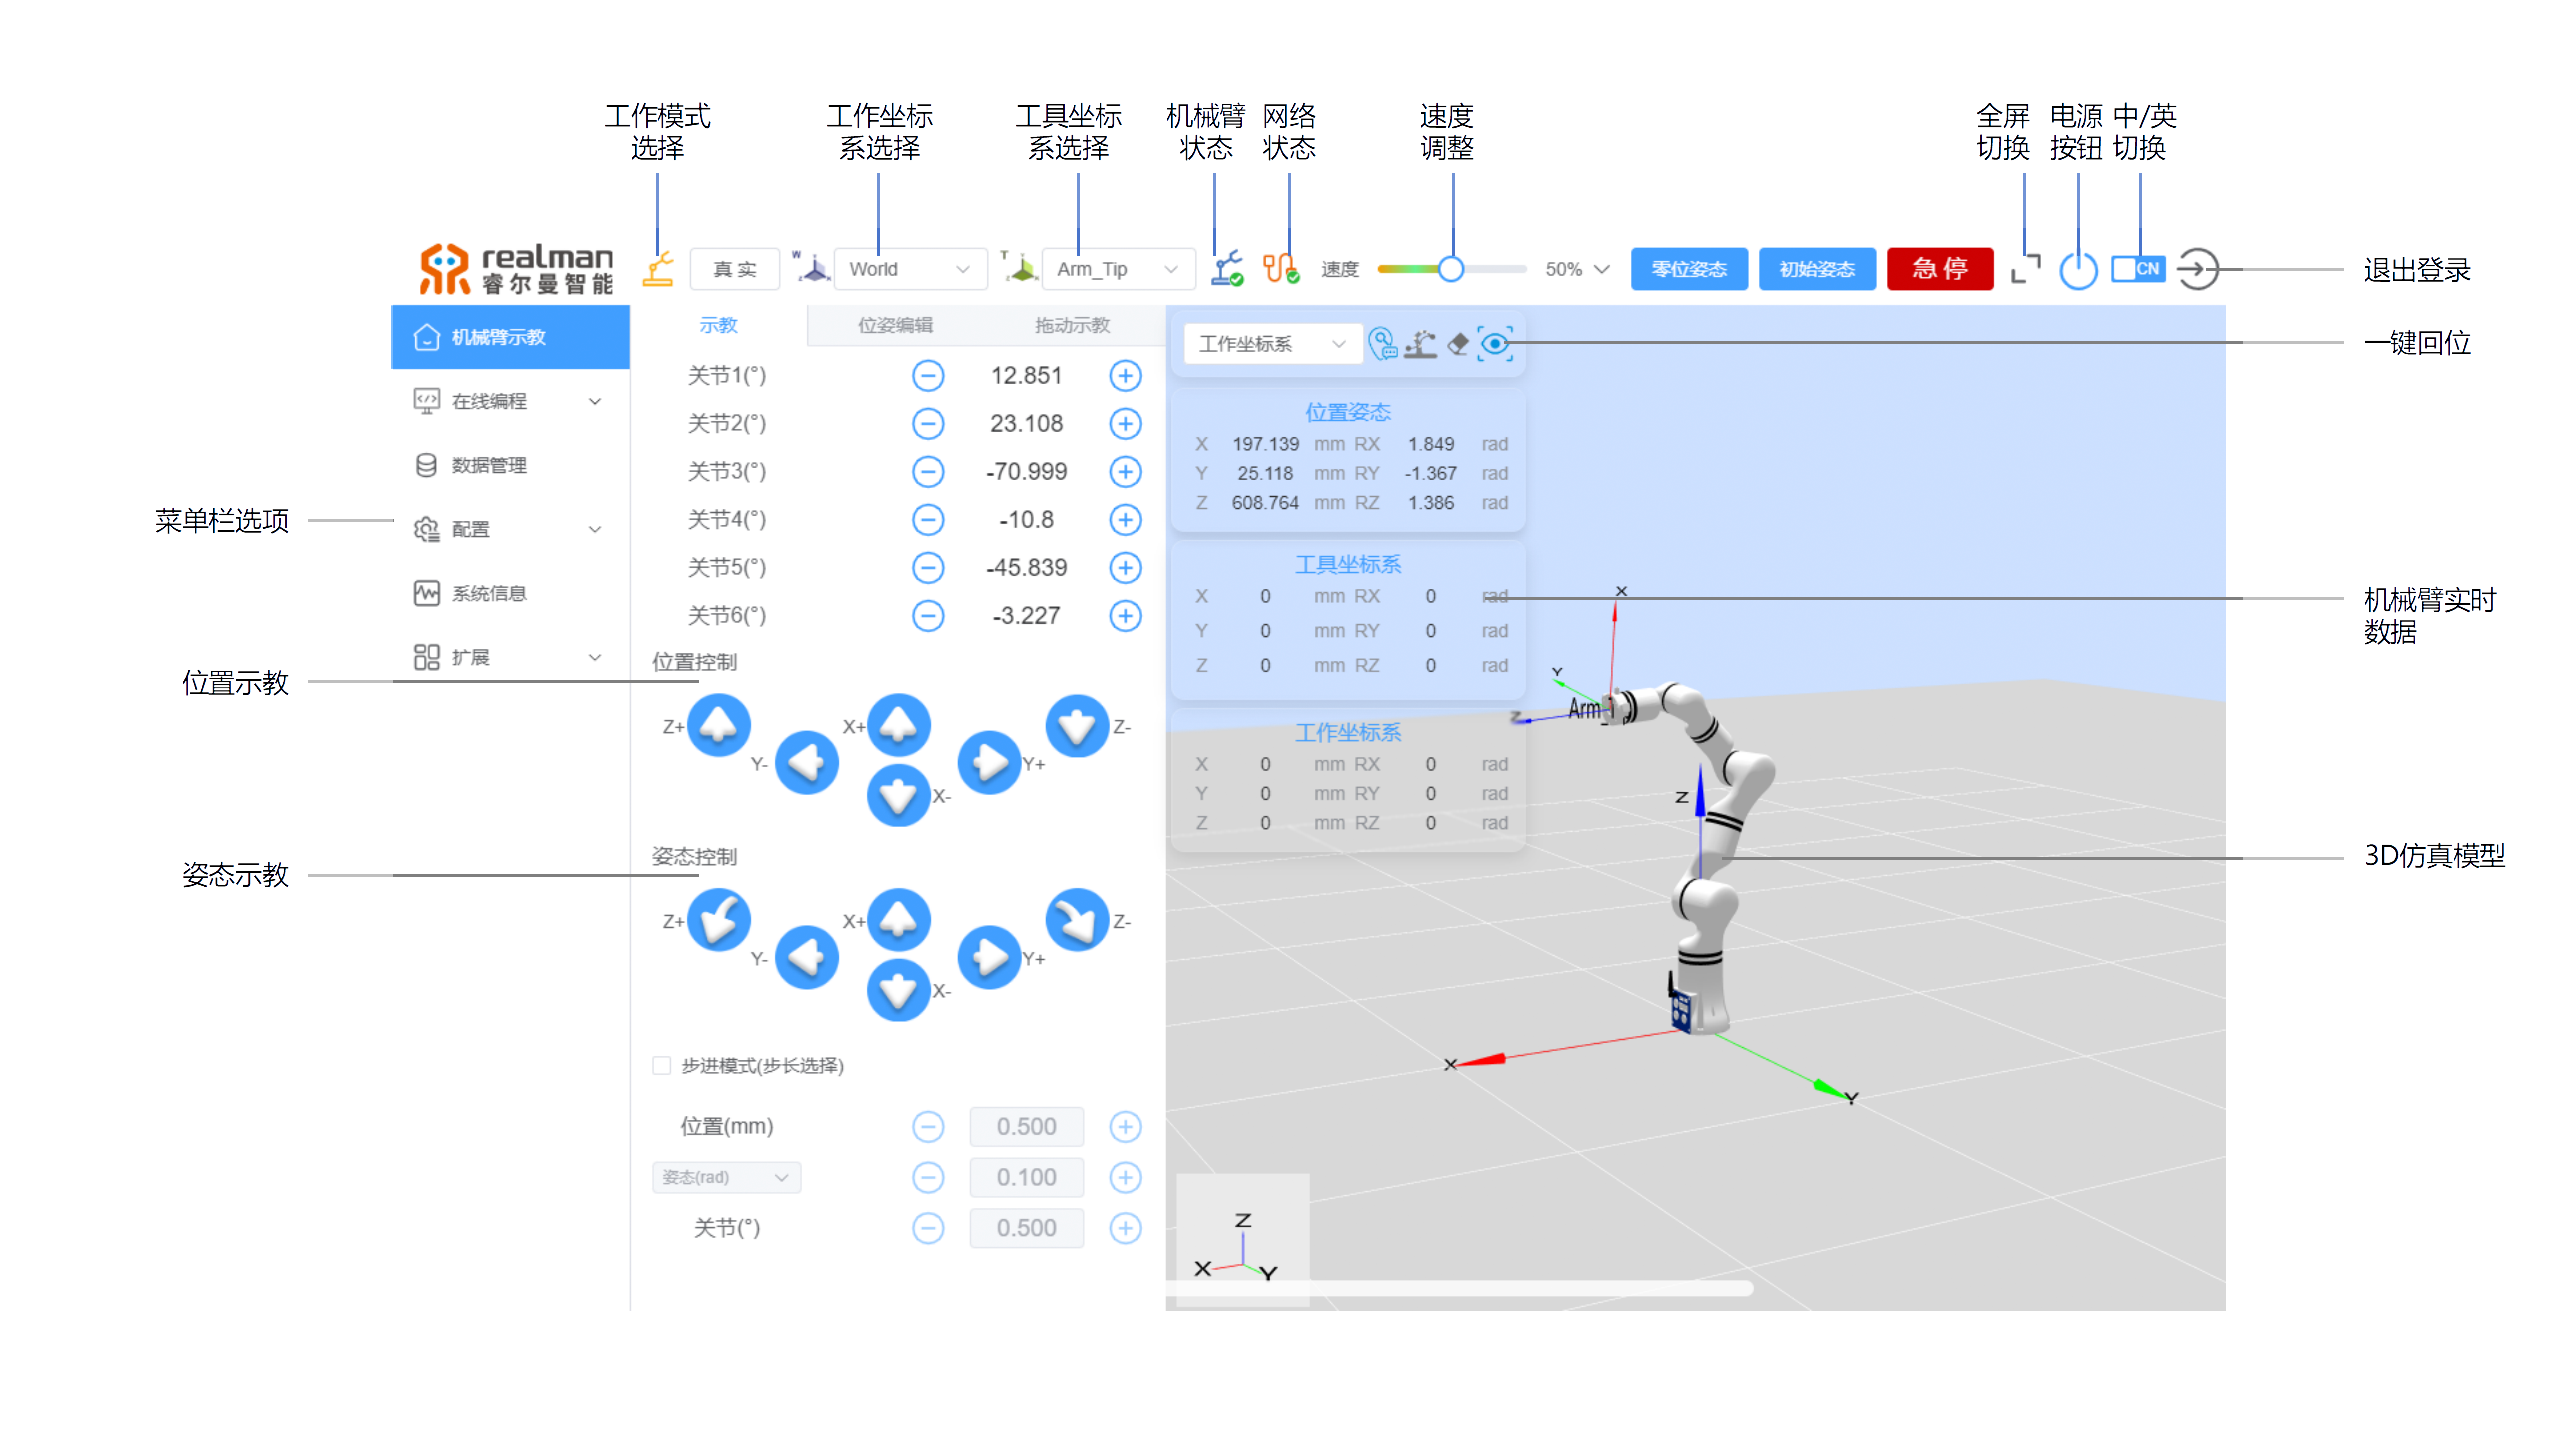 工作模式
选择
工作坐标
系选择
工具坐标
系选择
机械臂
状态
网络
状态
速度
调整
全屏
切换
电源
按钮
中/英
切换
realman
睿尔曼智能
真实
W
World
T
Arm_Tip
速度
50%
零位姿态
初始姿态
急停
CN
退出登录
机械臂示教
在线编程
数据管理
配置
系统信息
扩展
菜单栏选项
位置示教
姿态示教
示教
位姿编辑
拖动示教
关节1(°)
12.851
关节2(°)
23.108
关节3(°)
-70.999
关节4(°)
-10.8
关节5(°)
-45.839
关节6(°)
-3.227
位置控制
Z+
X+
Z-
Y-
Y+
X-
姿态控制
Z+
X+
Z-
Y-
Y+
X-
步进模式(步长选择)
位置(mm)
0.500
姿态(rad)
0.100
关节(°)
0.500
工作坐标系
一键回位
位置姿态
X 197.139 mm RX 1.849 rad
Y 25.118 mm RY -1.367 rad
Z 608.764 mm RZ 1.386 rad
工具坐标系
X 0 mm RX 0 rad
Y 0 mm RY 0 rad
Z 0 mm RZ 0 rad
工作坐标系
X 0 mm RX 0 rad
Y 0 mm RY 0 rad
Z 0 mm RZ 0 rad
机械臂实时
数据
3D仿真模型
X
Y
Z
Arm_
Z
X
Y
Z
X
Y